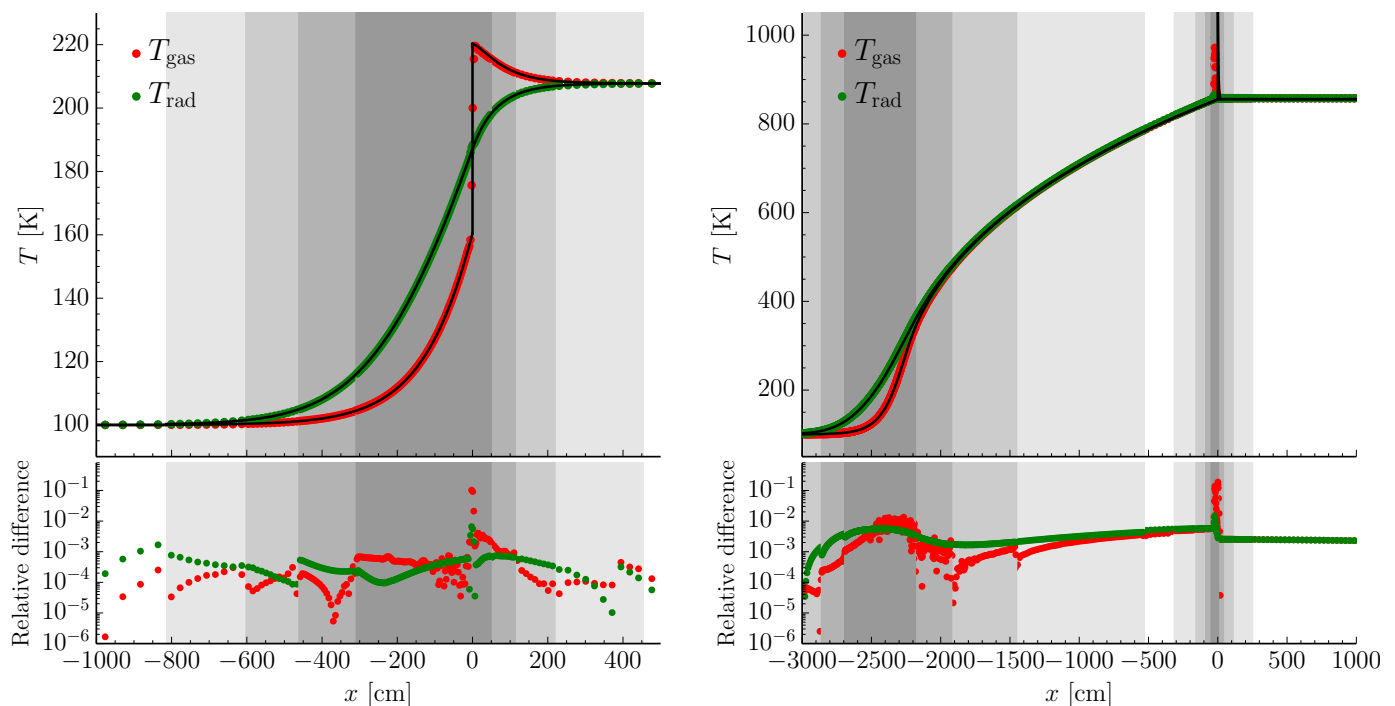 T_gas
T_rad
T [K]
220
200
180
160
140
120
100
Relative difference
10^−1
10^−2
10^−3
10^−4
10^−5
10^−6
−1000 −800 −600 −400 −200 0 200 400
x [cm]
T_gas
T_rad
T [K]
1000
800
600
400
200
Relative difference
10^−1
10^−2
10^−3
10^−4
10^−5
10^−6
−3000 −2500 −2000 −1500 −1000 −500 0 500 1000
x [cm]